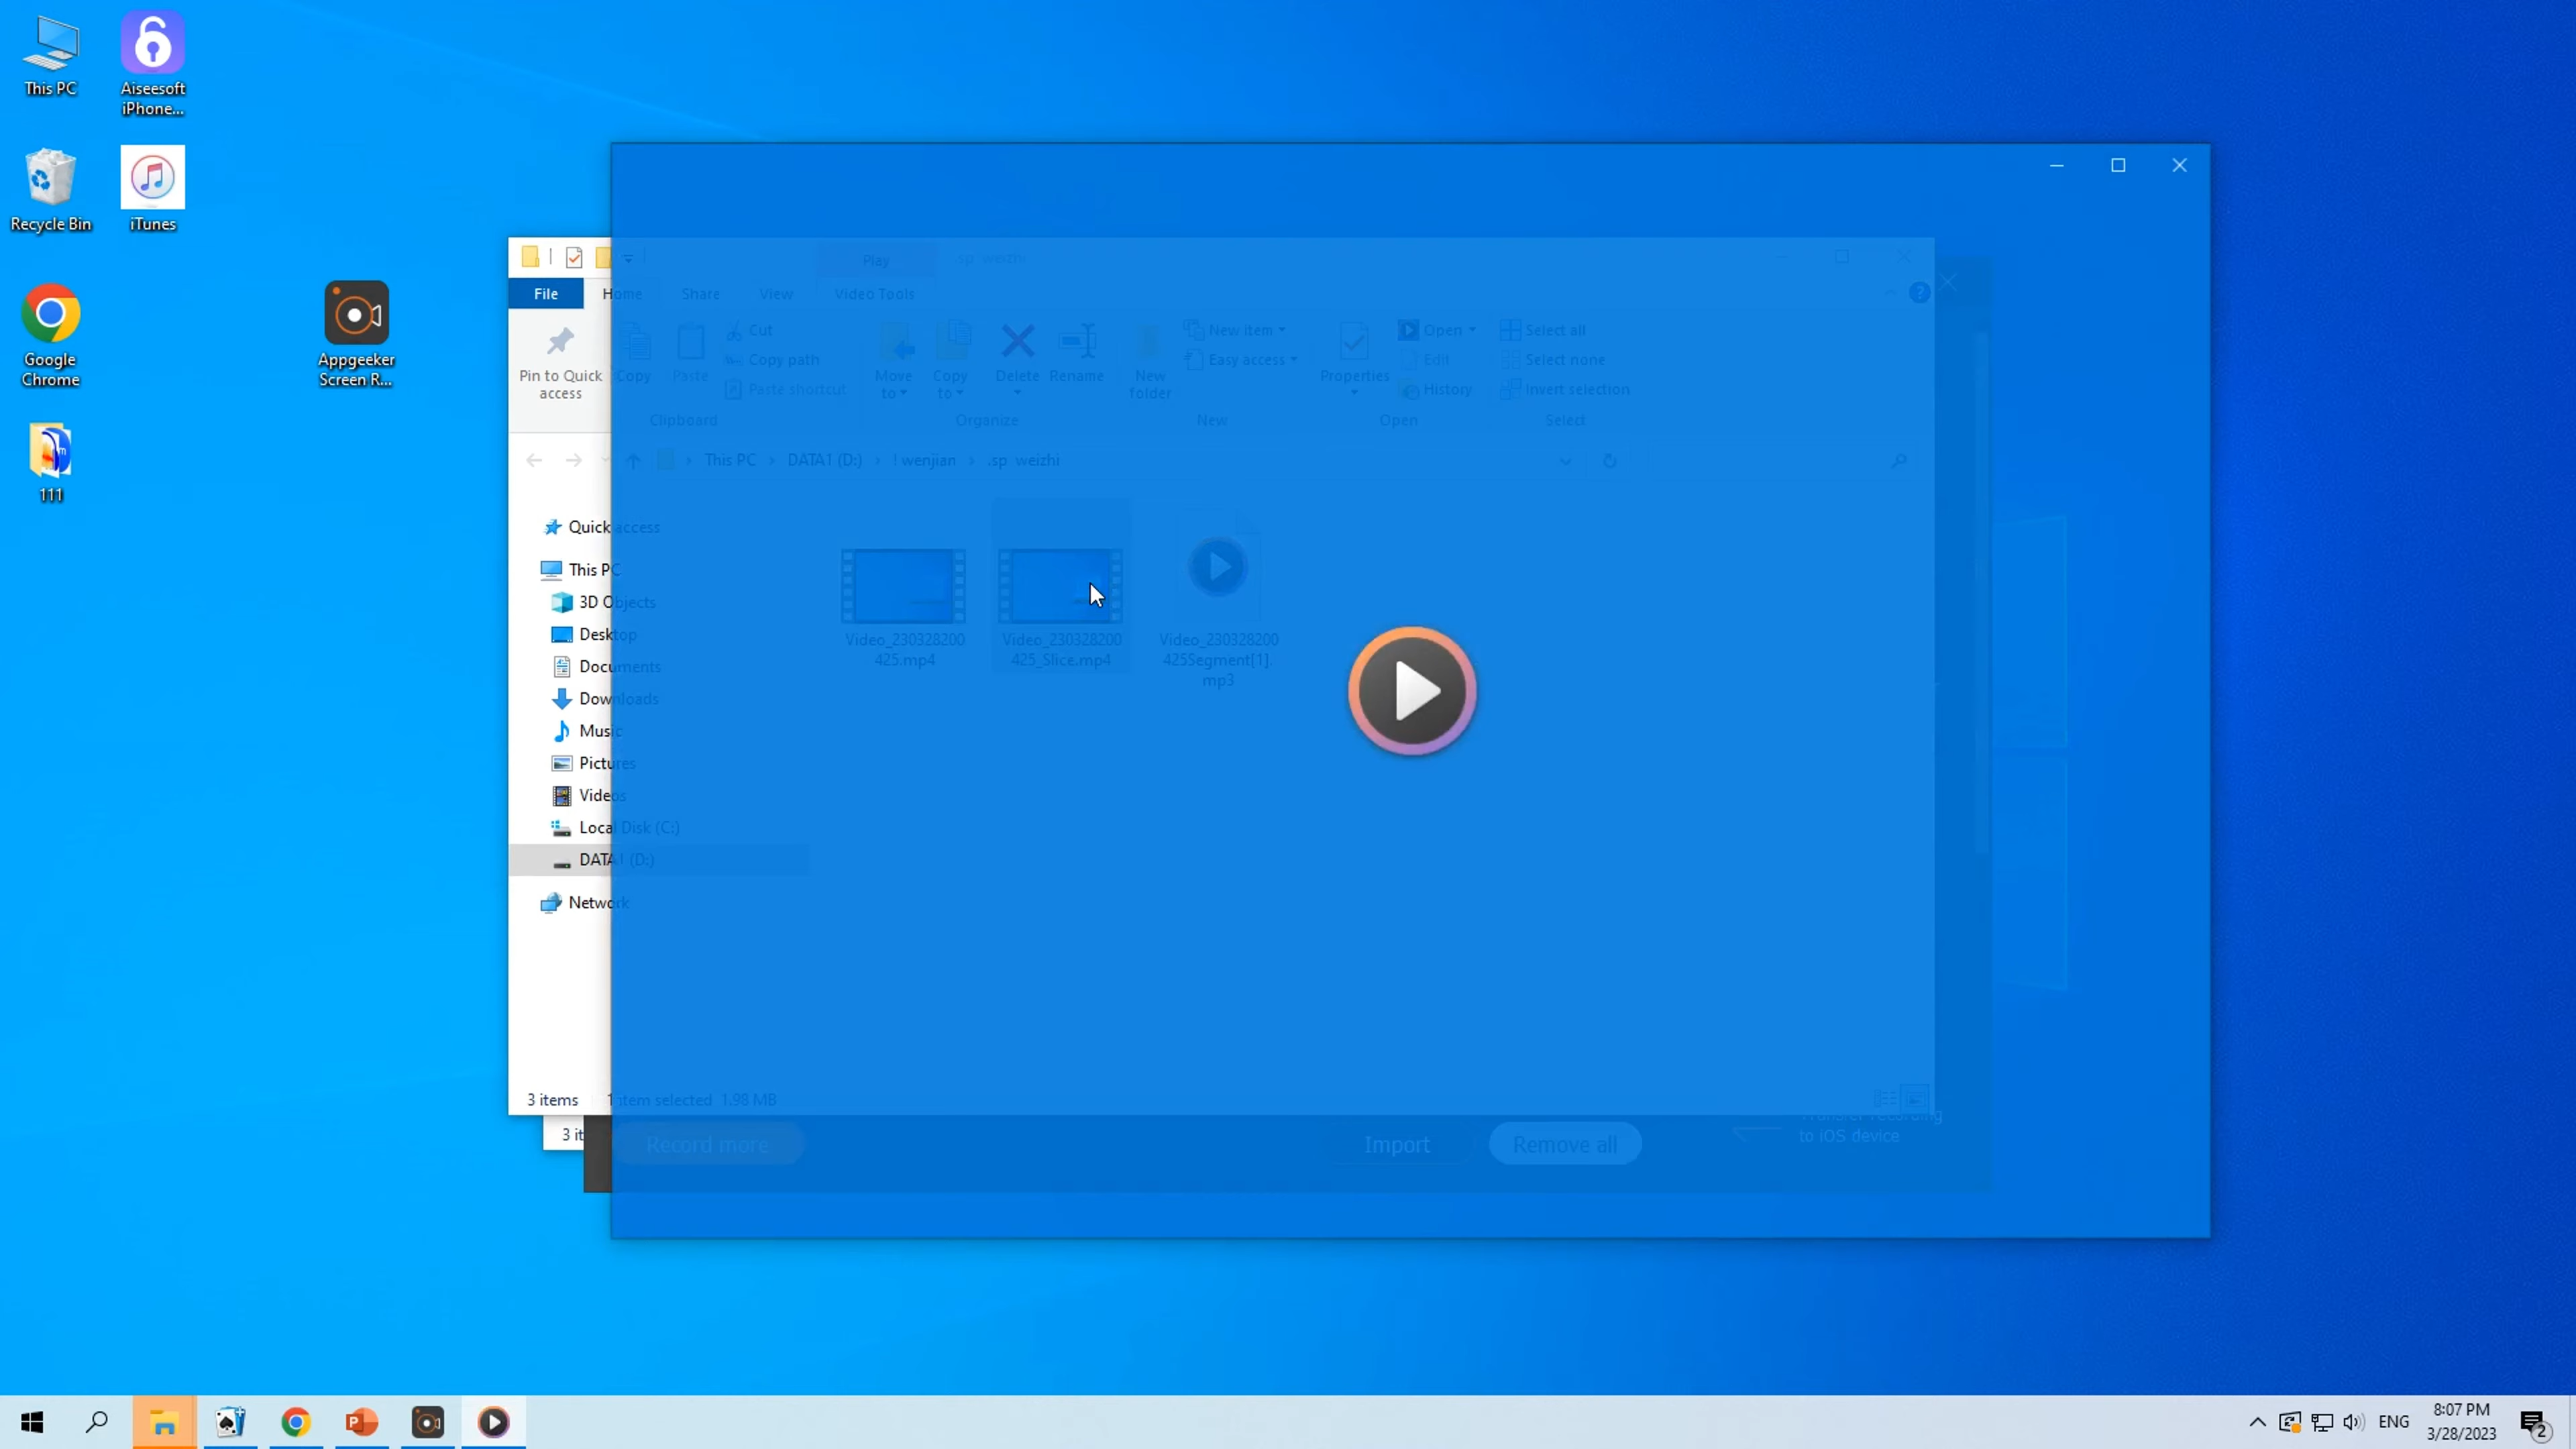 This PC
Aiseesoft
iPhone...
Recycle Bin
iTunes
Google
Chrome
Appgeeker
Screen R...
111
Play
.sp weizhi
File
Home
Share
View
Video Tools
Pin to Quick
access
Copy
Paste
Cut
Copy path
Paste shortcut
Clipboard
Move
to
Copy
to
Delete
Rename
Organize
New
folder
New item
Easy access
New
Properties
Open
Edit
History
Open
Select all
Select none
Invert selection
Select
This PC > DATA1 (D:) > ! wenjian > .sp weizhi
Quick access
This PC
3D Objects
Desktop
Documents
Downloads
Music
Pictures
Videos
Local Disk (C:)
DATA1 (D:)
Network
Video_230328200
425.mp4
Video_230328200
425_Slice.mp4
Video_230328200
425Segment[1].
mp3
3 items
1 item selected 1.98 MB
3 it
Record more
Import
Remove all
to iOS device
P
ENG
8:07 PM
3/28/2023
2